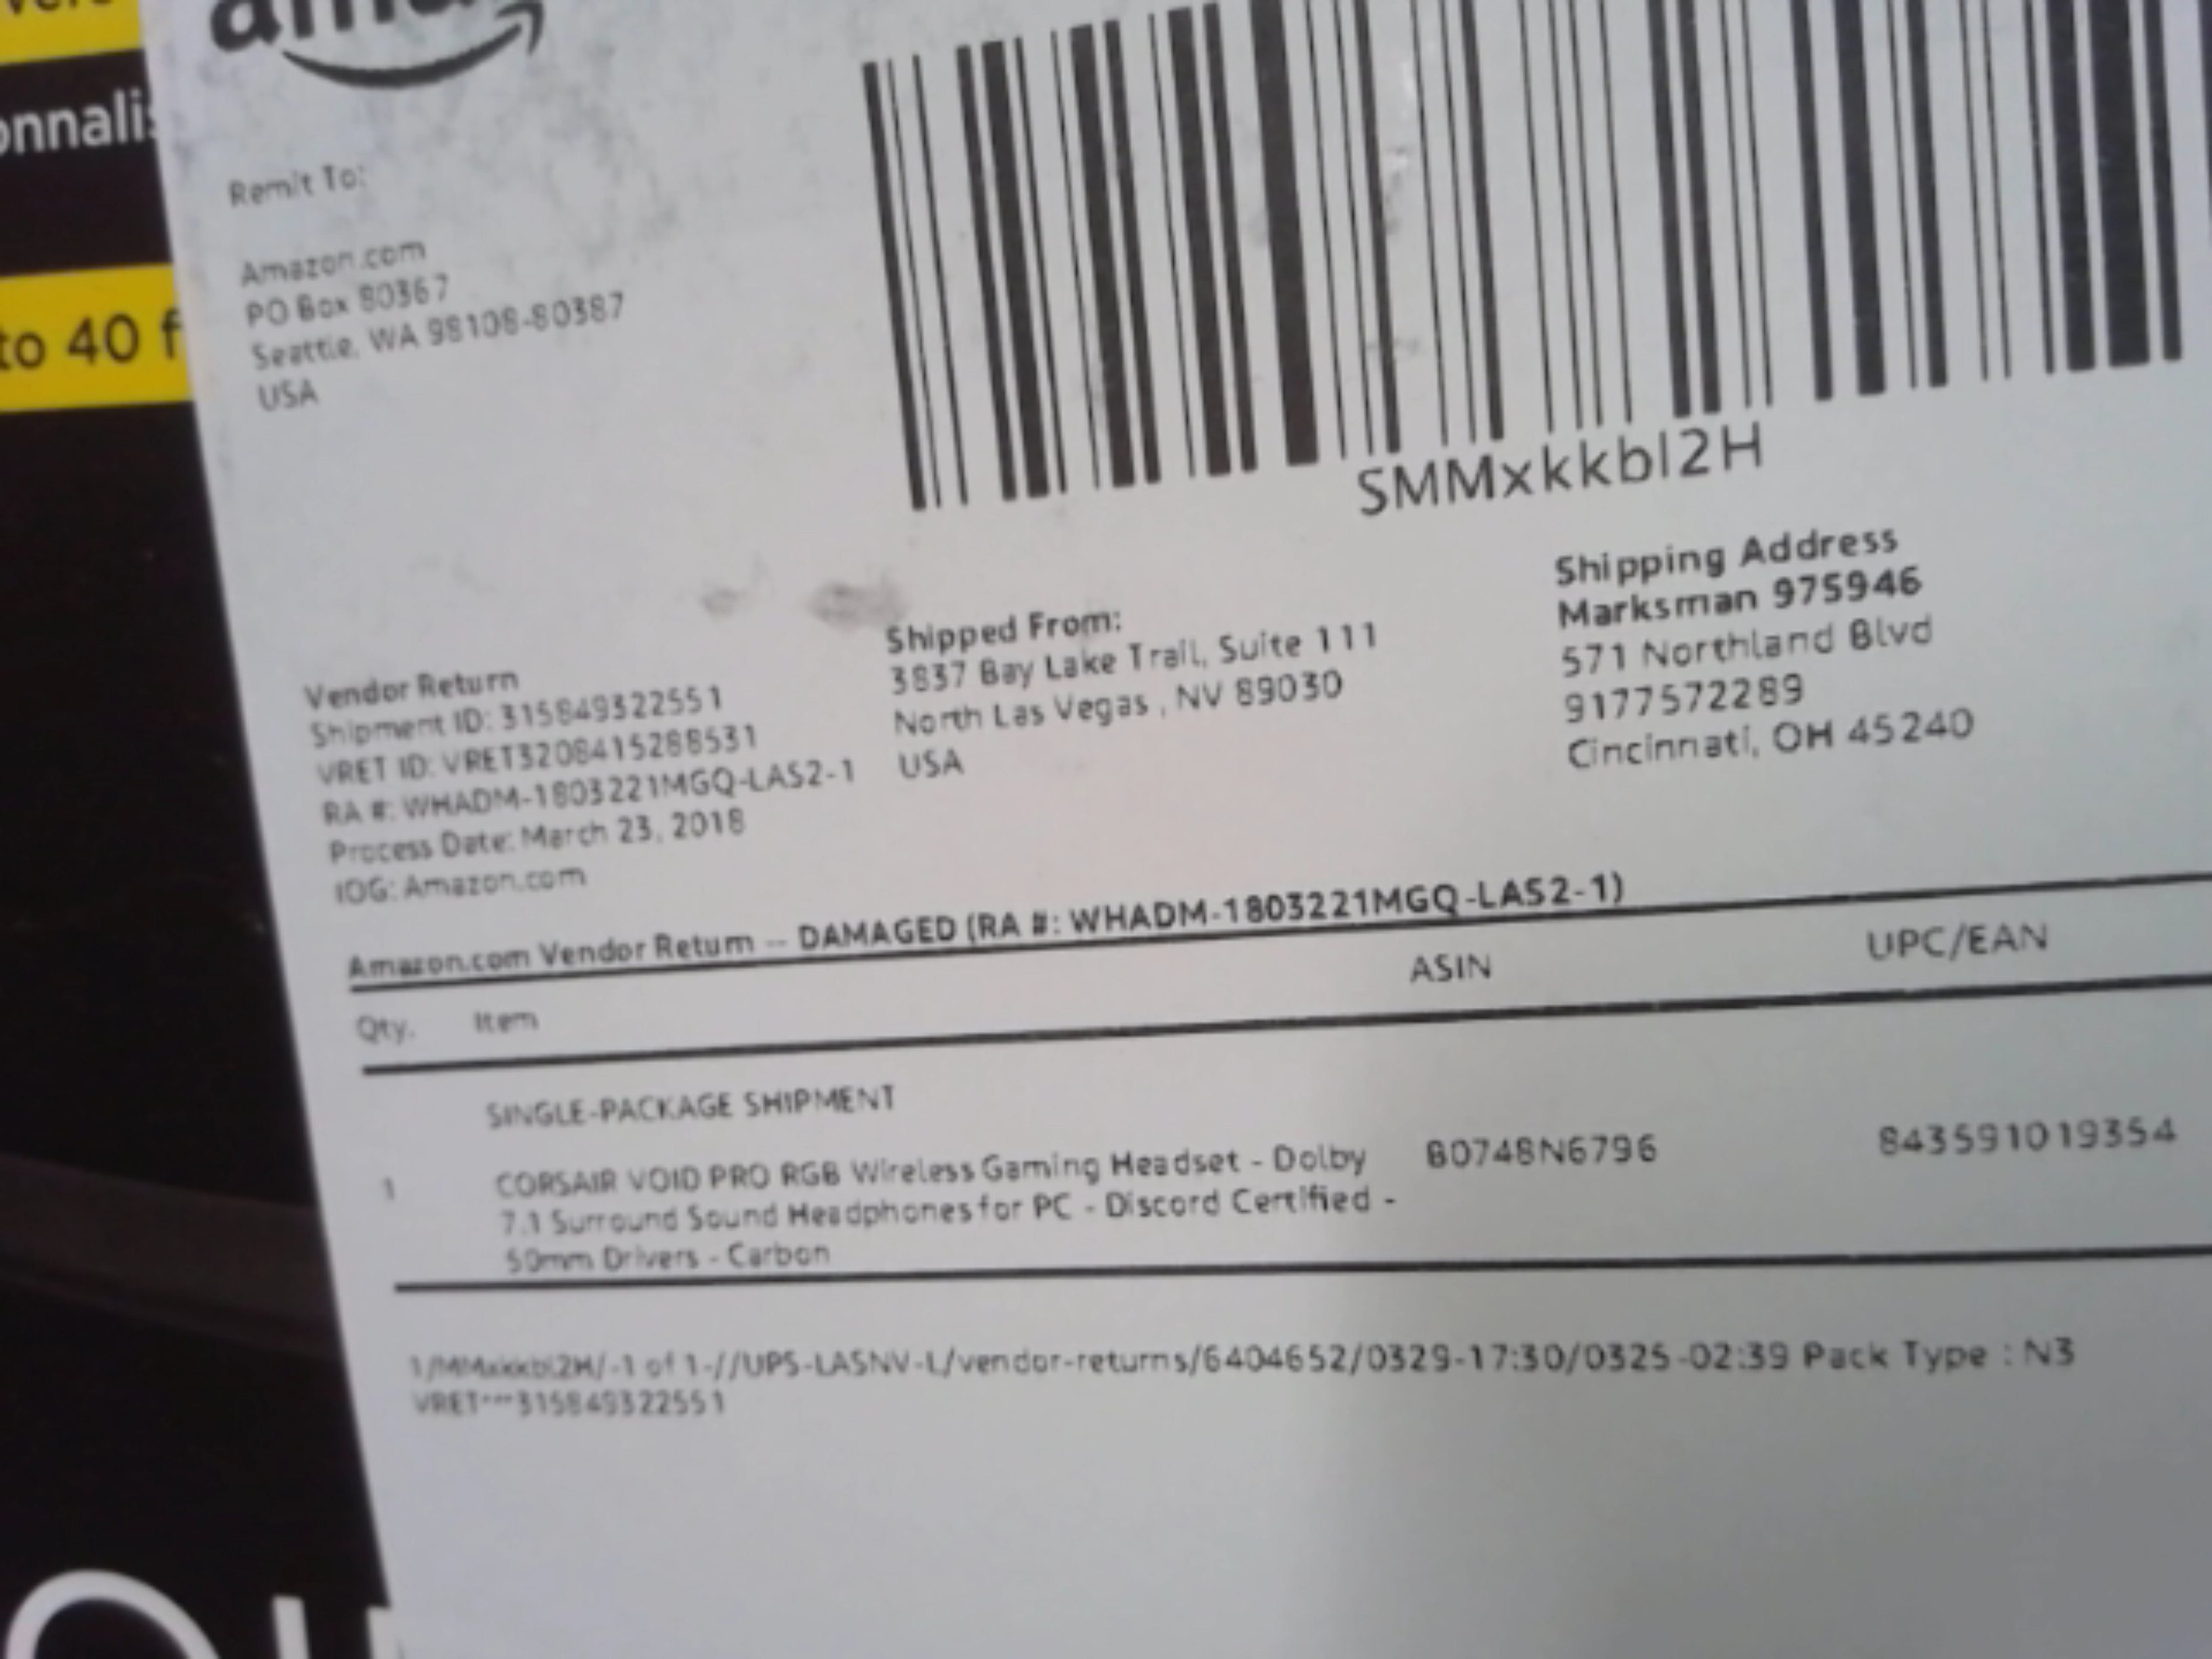 onnalis
to 40 f
ama
Remit To:
Amazon.com
PO Box 80367
Seattle, WA 98108-80387
USA
SMMxkkbl2H
Vendor Return
Shipment ID: 315849322551
VRET ID: VRET3208415288531
RA #: WHADM-1803221MGQ-LAS2-1
Process Date: March 23, 2018
IOG: Amazon.com
Shipped From:
3837 Bay Lake Trail, Suite 111
North Las Vegas , NV 89030
USA
Shipping Address
Marksman 975946
571 Northland Blvd
9177572289
Cincinnati, OH 45240
Amazon.com Vendor Return -- DAMAGED (RA #: WHADM-1803221MGQ-LAS2-1)
Qty. Item ASIN UPC/EAN
SINGLE-PACKAGE SHIPMENT
1 CORSAIR VOID PRO RGB Wireless Gaming Headset - Dolby B0748N6796 843591019354
7.1 Surround Sound Headphones for PC - Discord Certified -
50mm Drivers - Carbon
1/MMxkkbl2H/-1 of 1-//UPS-LASNV-L/vendor-returns/6404652/0329-17:30/0325-02:39 Pack Type : N3
VRET***315849322551